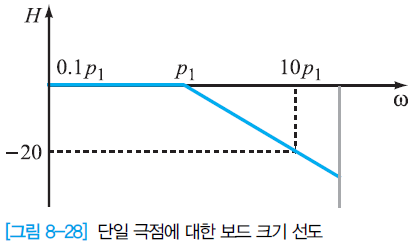 H
0.1p₁ p₁ 10p₁
ω
−20
[그림 8-28] 단일 극점에 대한 보드 크기 선도